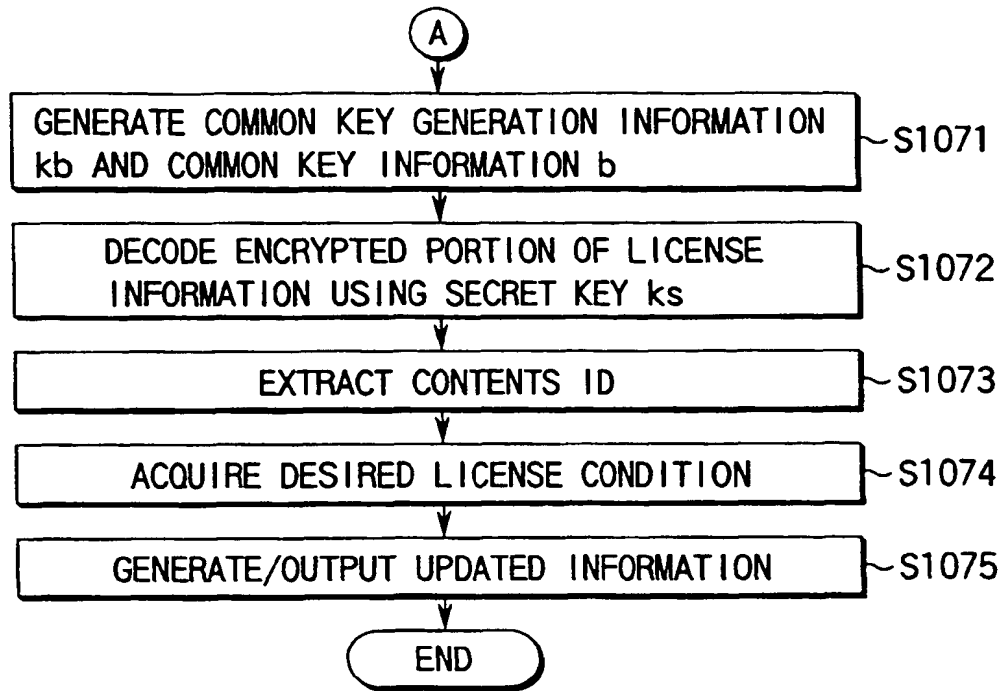 A
GENERATE COMMON KEY GENERATION INFORMATION
kb AND COMMON KEY INFORMATION b
S1071
DECODE ENCRYPTED PORTION OF LICENSE
INFORMATION USING SECRET KEY ks
S1072
EXTRACT CONTENTS ID
S1073
ACQUIRE DESIRED LICENSE CONDITION
S1074
GENERATE/OUTPUT UPDATED INFORMATION
S1075
END